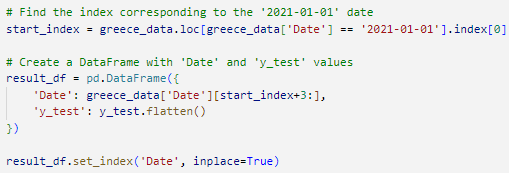 # Find the index corresponding to the '2021-01-01' date
start_index = greece_data.loc[greece_data['Date'] == '2021-01-01'].index[0]

# Create a DataFrame with 'Date' and 'y_test' values
result_df = pd.DataFrame({
    'Date': greece_data['Date'][start_index+3:],
    'y_test': y_test.flatten()
})

result_df.set_index('Date', inplace=True)